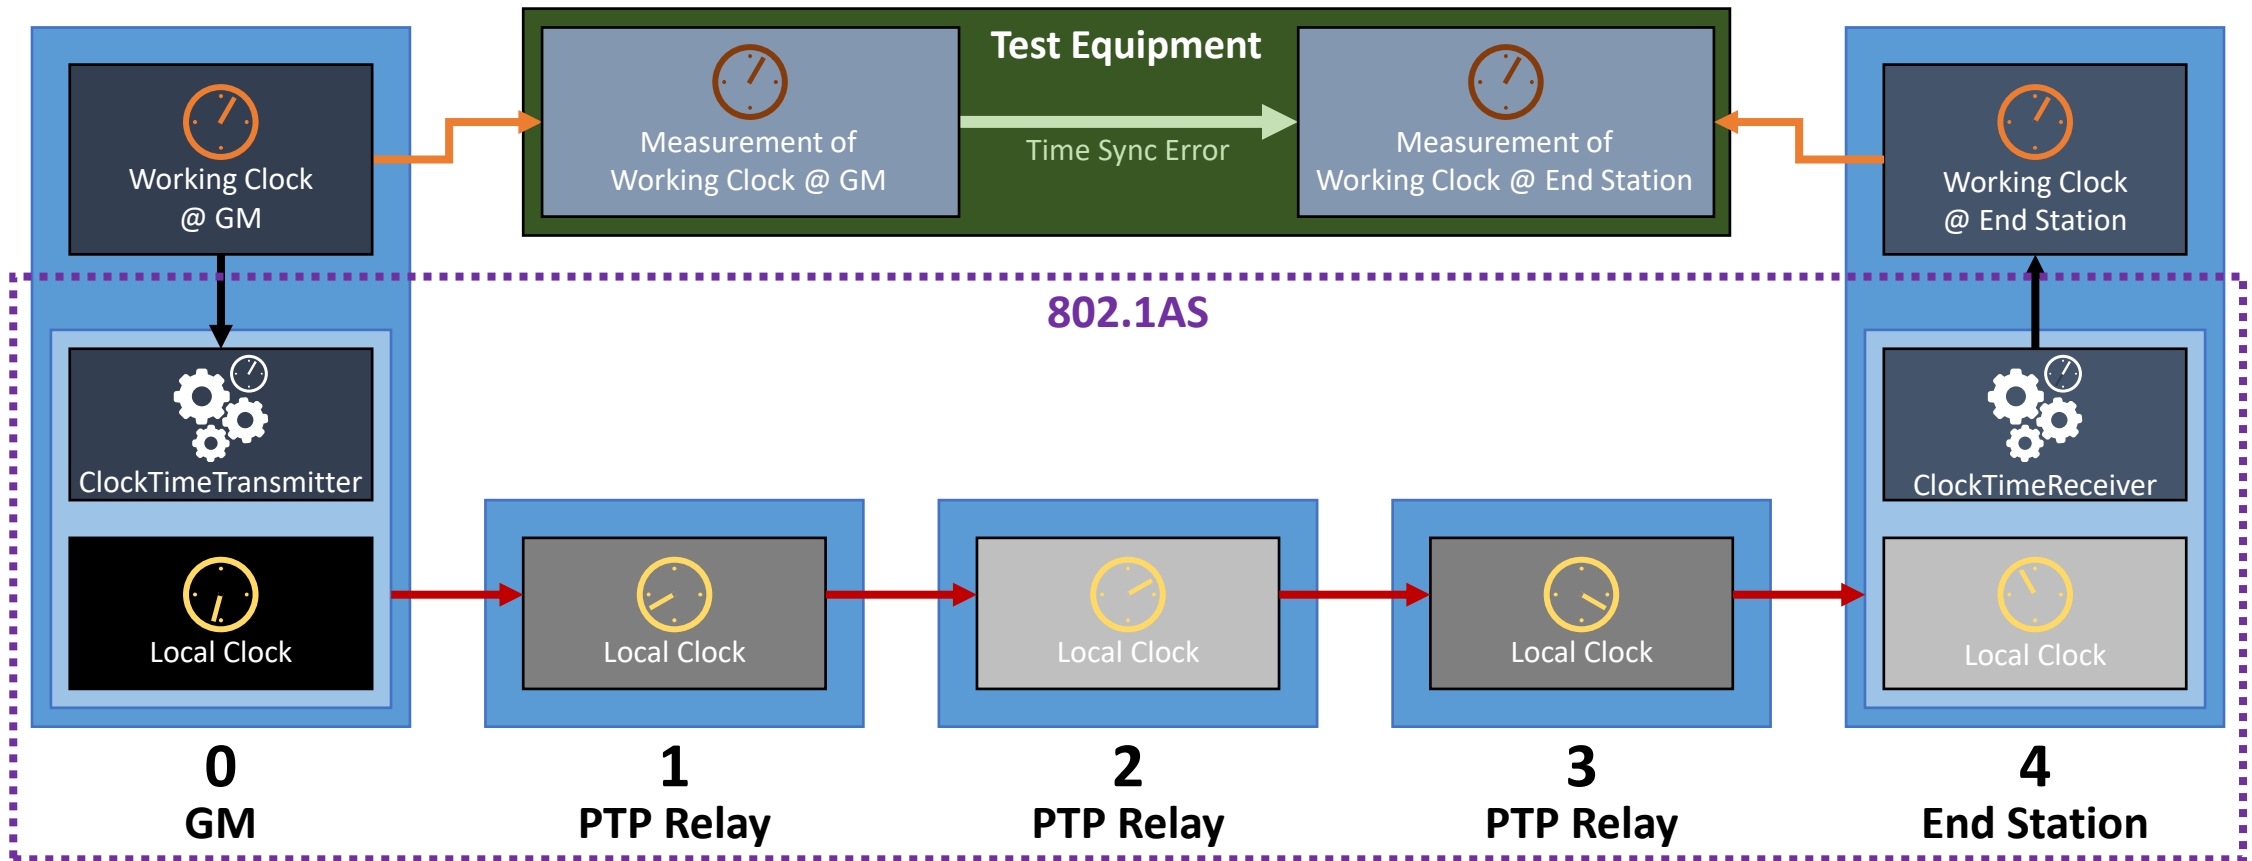 Test Equipment
Working Clock
@ GM
Measurement of
Working Clock @ GM
Time Sync Error
Measurement of
Working Clock @ End Station
Working Clock
@ End Station
802.1AS
ClockTimeTransmitter
ClockTimeReceiver
Local Clock
Local Clock
Local Clock
Local Clock
Local Clock
0
GM
1
PTP Relay
2
PTP Relay
3
PTP Relay
4
End Station